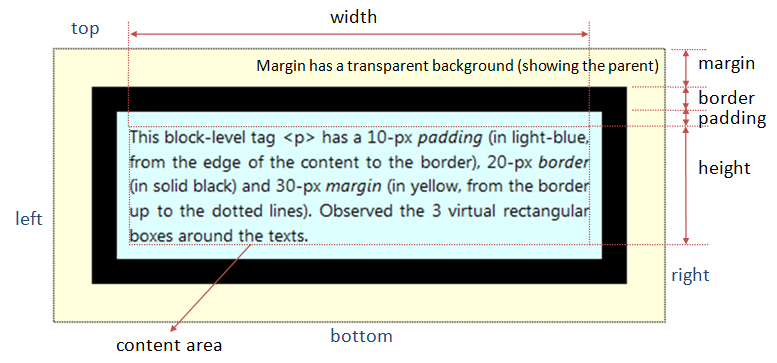 width
top
Margin has a transparent background (showing the parent)
margin
border
padding
This block-level tag <p> has a 10-px padding (in light-blue,
from the edge of the content to the border), 20-px border
(in solid black) and 30-px margin (in yellow, from the border
up to the dotted lines). Observed the 3 virtual rectangular
boxes around the texts.
height
left
right
bottom
content area